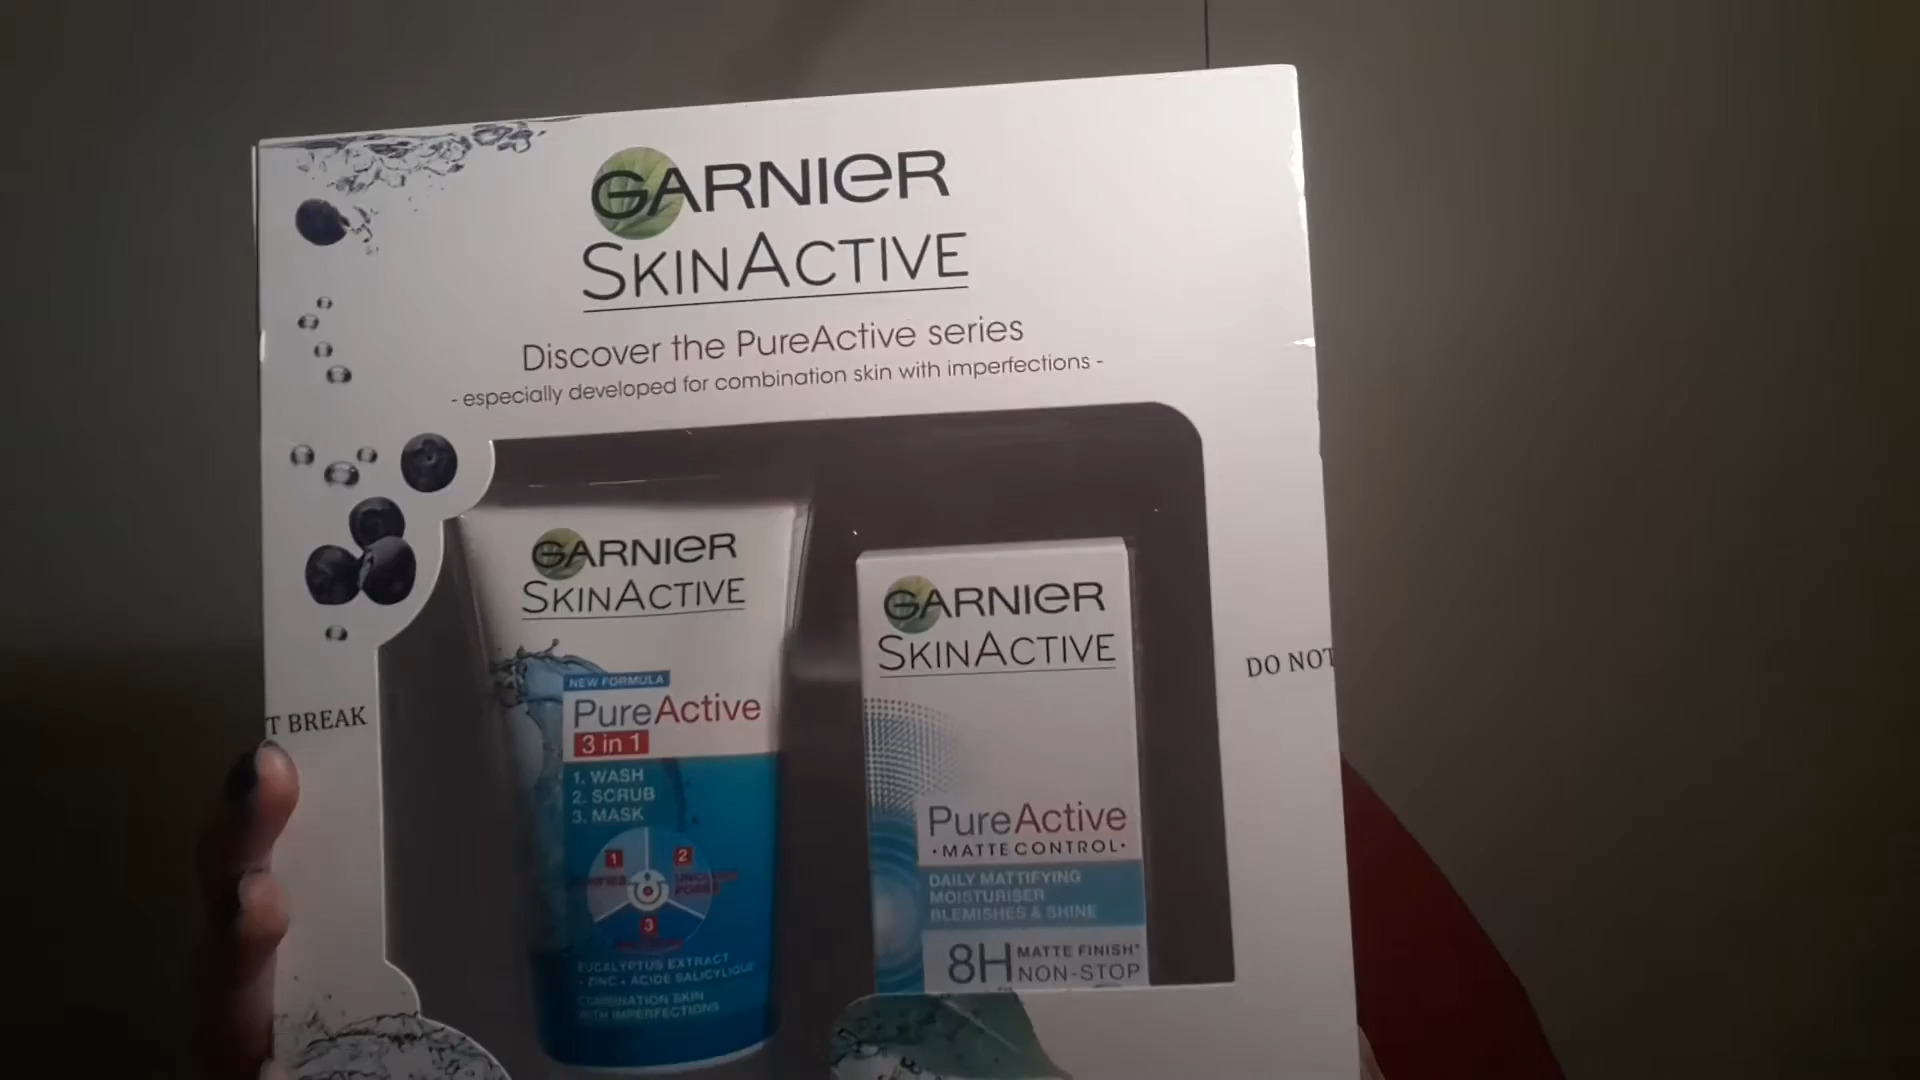 GARNIER
SKINACTIVE
Discover the PureActive series
- especially developed for combination skin with imperfections -
GARNIER
SKINACTIVE
NEW FORMULA
PureActive
3 in 1
1. WASH
2. SCRUB
3. MASK
1
2
3
EUCALYPTUS EXTRACT
• ZINC • ACIDE SALICYLIQUE
COMBINATION SKIN
WITH IMPERFECTIONS
GARNIER
SKINACTIVE
PureActive
•MATTE CONTROL•
DAILY MATTIFYING
MOISTURISER
BLEMISHES & SHINE
8H MATTE FINISH*
NON-STOP
T BREAK
DO NOT